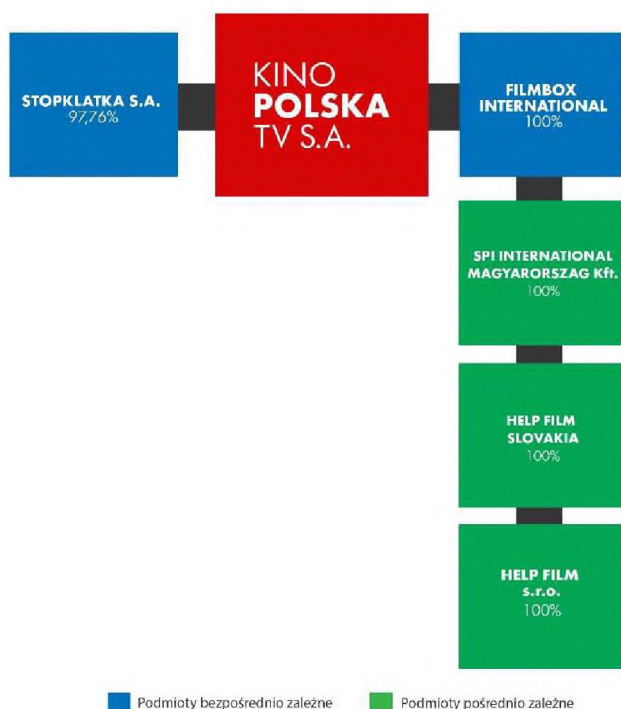 STOPKLATKA S.A.
97,76%
KINO
POLSKA
TV S.A.
FILMBOX
INTERNATIONAL
100%
SPI INTERNATIONAL
MAGYARORSZAG Kft.
100%
HELP FILM
SLOVAKIA
100%
HELP FILM
s.r.o.
100%
Podmioty bezpośrednio zależne
Podmioty pośrednio zależne